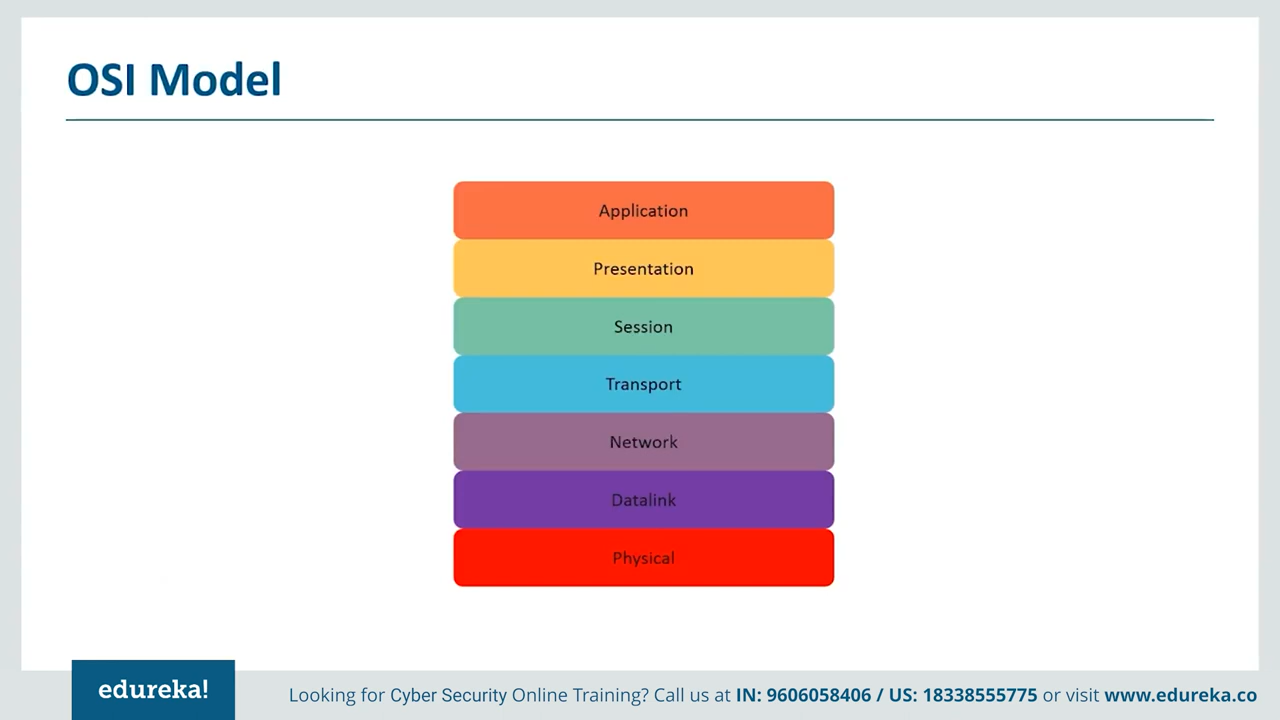 OSI Model
Application
Presentation
Session
Transport
Network
Datalink
Physical
edureka!
Looking for Cyber Security Online Training? Call us at IN: 9606058406 / US: 18338555775 or visit www.edureka.co